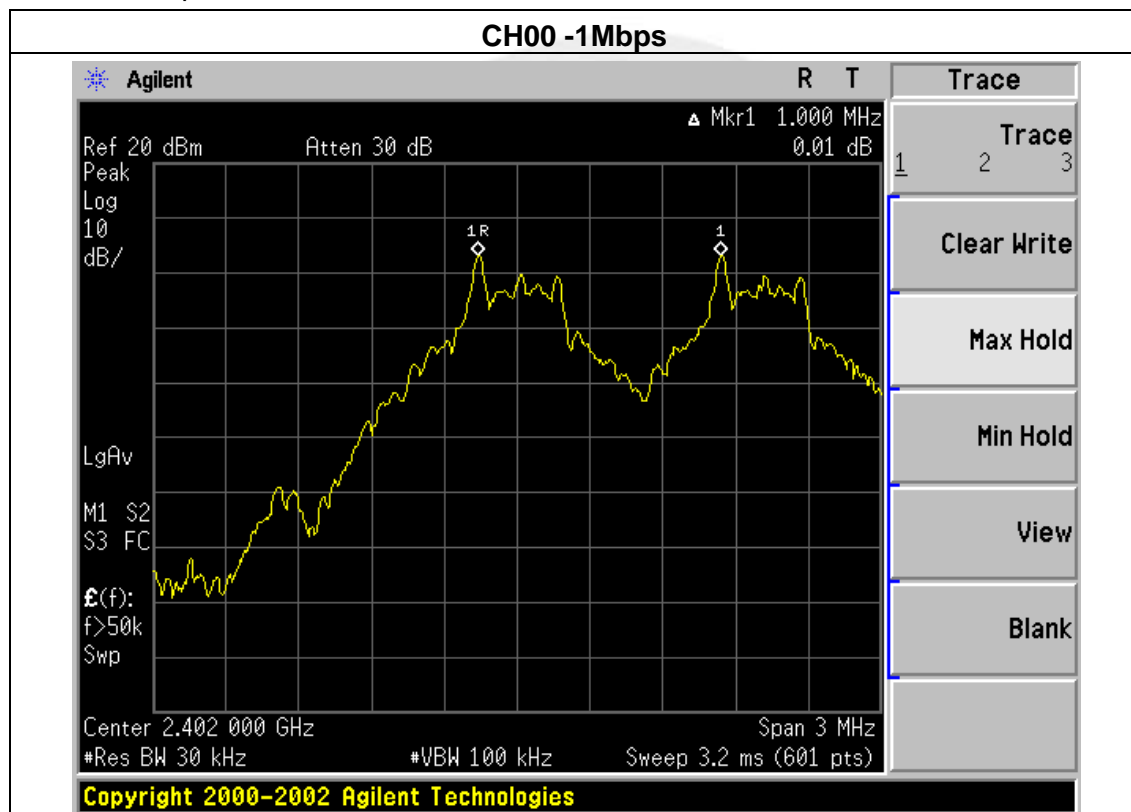 CH00 -1Mbps
Agilent R T Trace
Δ Mkr1 1.000 MHz
Ref 20 dBm Atten 30 dB 0.01 dB
Peak
Log
10
dB/
1R 1
LgAv
M1 S2
S3 FC
£(f):
f>50k
Swp
Center 2.402 000 GHz Span 3 MHz
#Res BW 30 kHz #VBW 100 kHz Sweep 3.2 ms (601 pts)
Copyright 2000-2002 Agilent Technologies
Trace
1 2 3
Clear Write
Max Hold
Min Hold
View
Blank